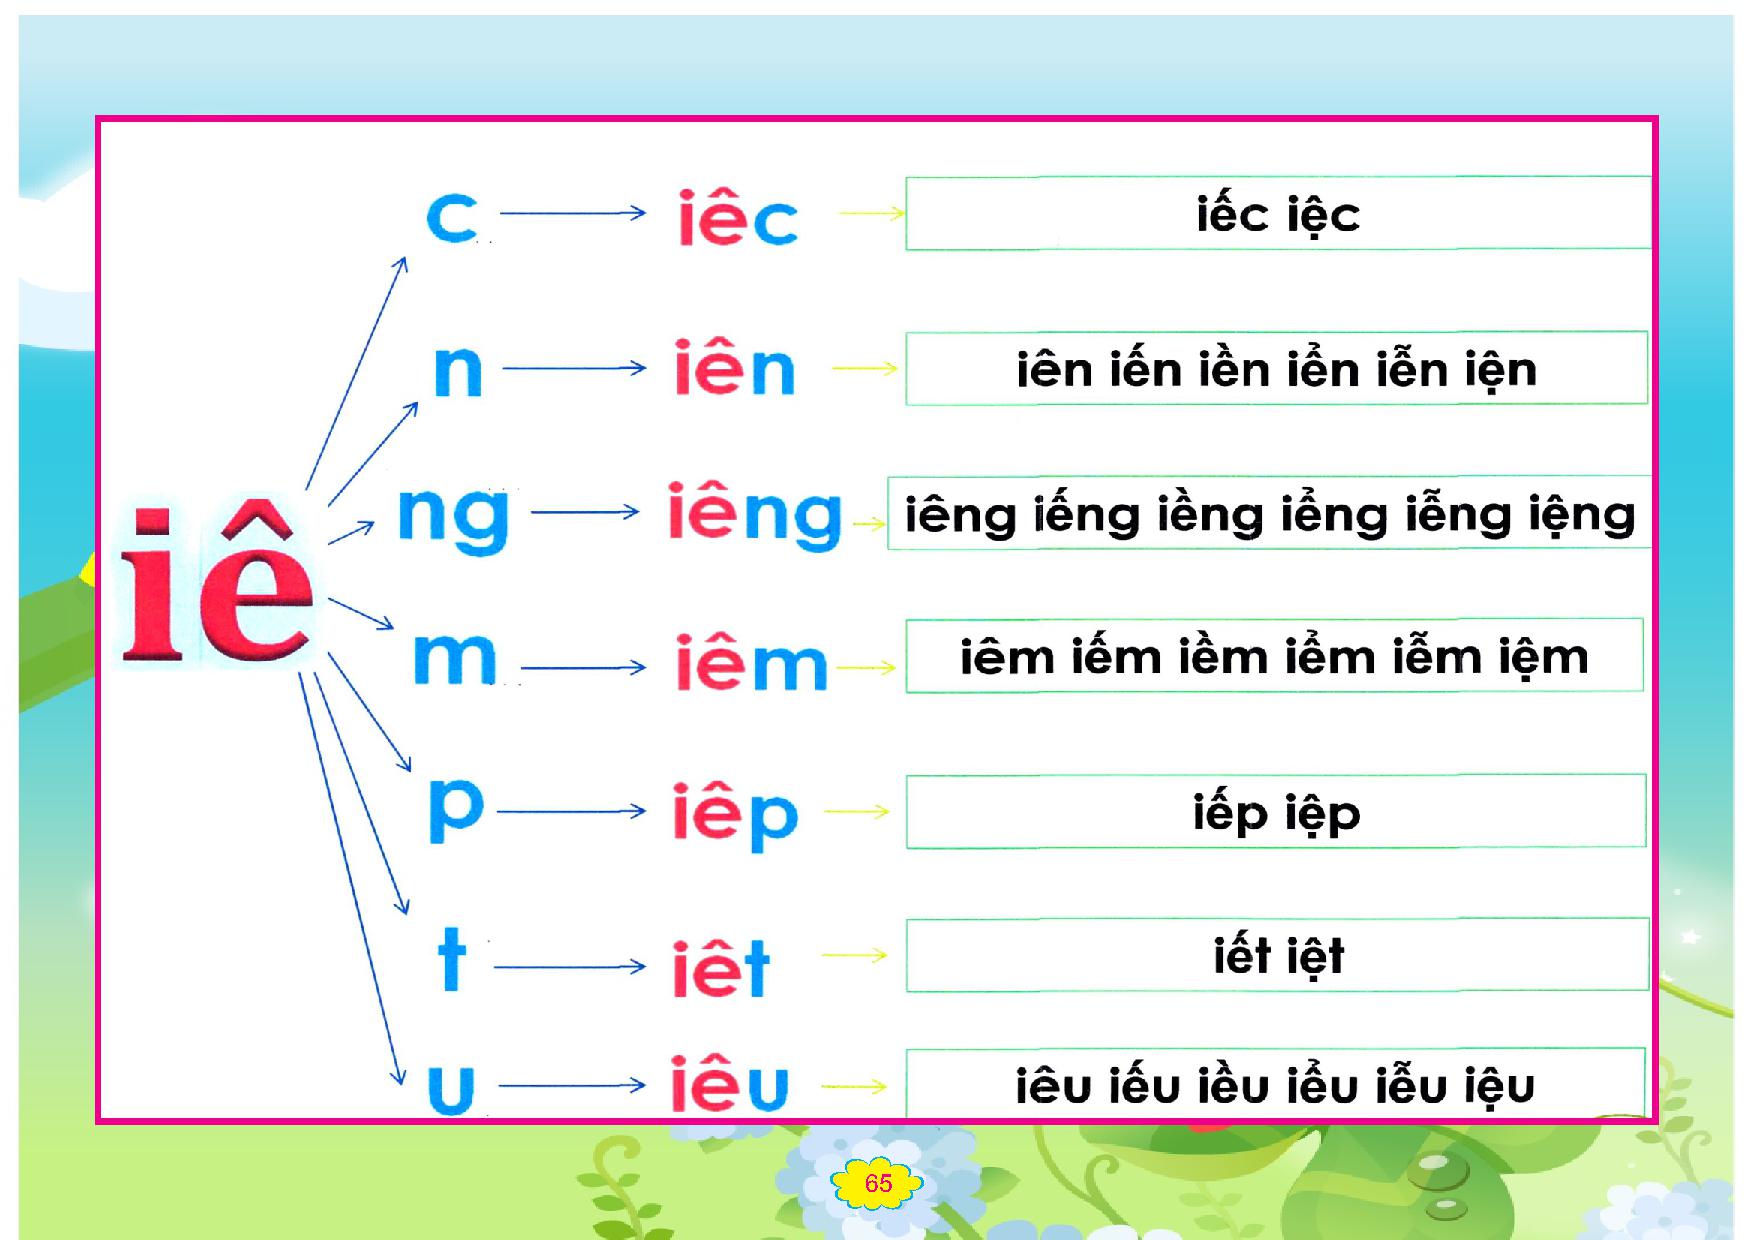 c iêc iếc iệc
n iên iên iến iền iển iễn iện
ng iêng iêng iếng iềng iểng iễng iệng
iê
m iêm iêm iếm iềm iểm iễm iệm
p iêp iếp iệp
t iêt iết iệt
u iêu iêu iếu iều iểu iễu iệu
65